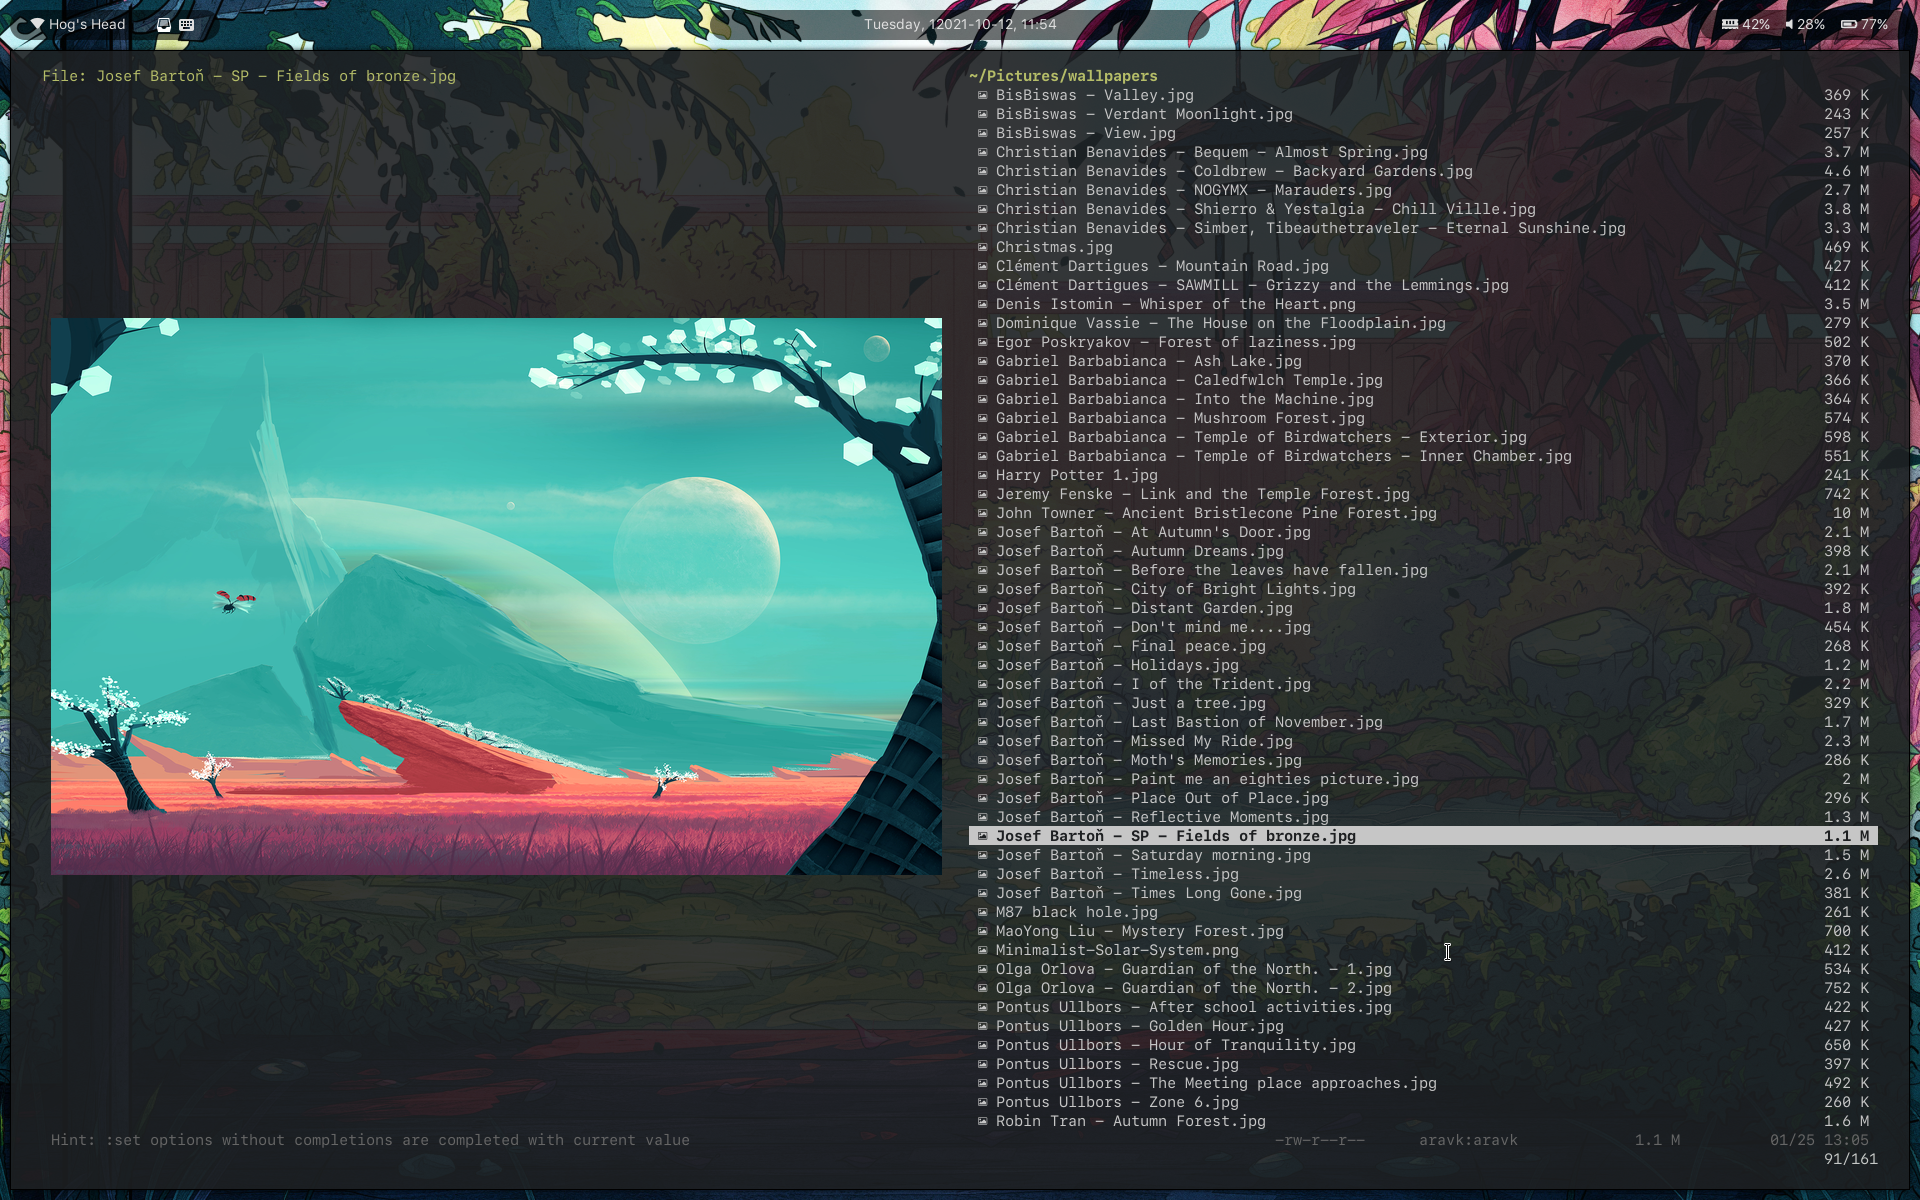 Hog's Head
Tuesday, 12021-10-12, 11:54
42% 28% 77%
File: Josef Bartoň – SP – Fields of bronze.jpg
~/Pictures/wallpapers
BisBiswas – Valley.jpg 369 K
BisBiswas – Verdant Moonlight.jpg 243 K
BisBiswas – View.jpg 257 K
Christian Benavides – Bequem – Almost Spring.jpg 3.7 M
Christian Benavides – Coldbrew – Backyard Gardens.jpg 4.6 M
Christian Benavides – NOGYMX – Marauders.jpg 2.7 M
Christian Benavides – Shierro & Yestalgia – Chill Villle.jpg 3.8 M
Christian Benavides – Simber, Tibeauthetraveler – Eternal Sunshine.jpg 3.3 M
Christmas.jpg 469 K
Clément Dartigues – Mountain Road.jpg 427 K
Clément Dartigues – SAWMILL – Grizzy and the Lemmings.jpg 412 K
Denis Istomin – Whisper of the Heart.png 3.5 M
Dominique Vassie – The House on the Floodplain.jpg 279 K
Egor Poskryakov – Forest of laziness.jpg 502 K
Gabriel Barbabianca – Ash Lake.jpg 370 K
Gabriel Barbabianca – Caledfwlch Temple.jpg 366 K
Gabriel Barbabianca – Into the Machine.jpg 364 K
Gabriel Barbabianca – Mushroom Forest.jpg 574 K
Gabriel Barbabianca – Temple of Birdwatchers – Exterior.jpg 598 K
Gabriel Barbabianca – Temple of Birdwatchers – Inner Chamber.jpg 551 K
Harry Potter 1.jpg 241 K
Jeremy Fenske – Link and the Temple Forest.jpg 742 K
John Towner – Ancient Bristlecone Pine Forest.jpg 10 M
Josef Bartoň – At Autumn's Door.jpg 2.1 M
Josef Bartoň – Autumn Dreams.jpg 398 K
Josef Bartoň – Before the leaves have fallen.jpg 2.1 M
Josef Bartoň – City of Bright Lights.jpg 392 K
Josef Bartoň – Distant Garden.jpg 1.8 M
Josef Bartoň – Don't mind me....jpg 454 K
Josef Bartoň – Final peace.jpg 268 K
Josef Bartoň – Holidays.jpg 1.2 M
Josef Bartoň – I of the Trident.jpg 2.2 M
Josef Bartoň – Just a tree.jpg 329 K
Josef Bartoň – Last Bastion of November.jpg 1.7 M
Josef Bartoň – Missed My Ride.jpg 2.3 M
Josef Bartoň – Moth's Memories.jpg 286 K
Josef Bartoň – Paint me an eighties picture.jpg 2 M
Josef Bartoň – Place Out of Place.jpg 296 K
Josef Bartoň – Reflective Moments.jpg 1.3 M
Josef Bartoň – SP – Fields of bronze.jpg 1.1 M
Josef Bartoň – Saturday morning.jpg 1.5 M
Josef Bartoň – Timeless.jpg 2.6 M
Josef Bartoň – Times Long Gone.jpg 381 K
M87 black hole.jpg 261 K
MaoYong Liu – Mystery Forest.jpg 700 K
Minimalist-Solar-System.png 412 K
Olga Orlova – Guardian of the North. – 1.jpg 534 K
Olga Orlova – Guardian of the North. – 2.jpg 752 K
Pontus Ullbors – After school activities.jpg 422 K
Pontus Ullbors – Golden Hour.jpg 427 K
Pontus Ullbors – Hour of Tranquility.jpg 650 K
Pontus Ullbors – Rescue.jpg 397 K
Pontus Ullbors – The Meeting place approaches.jpg 492 K
Pontus Ullbors – Zone 6.jpg 260 K
Robin Tran – Autumn Forest.jpg 1.6 M
Hint: :set options without completions are completed with current value -rw-r--r-- aravk:aravk 1.1 M 01/25 13:05
91/161